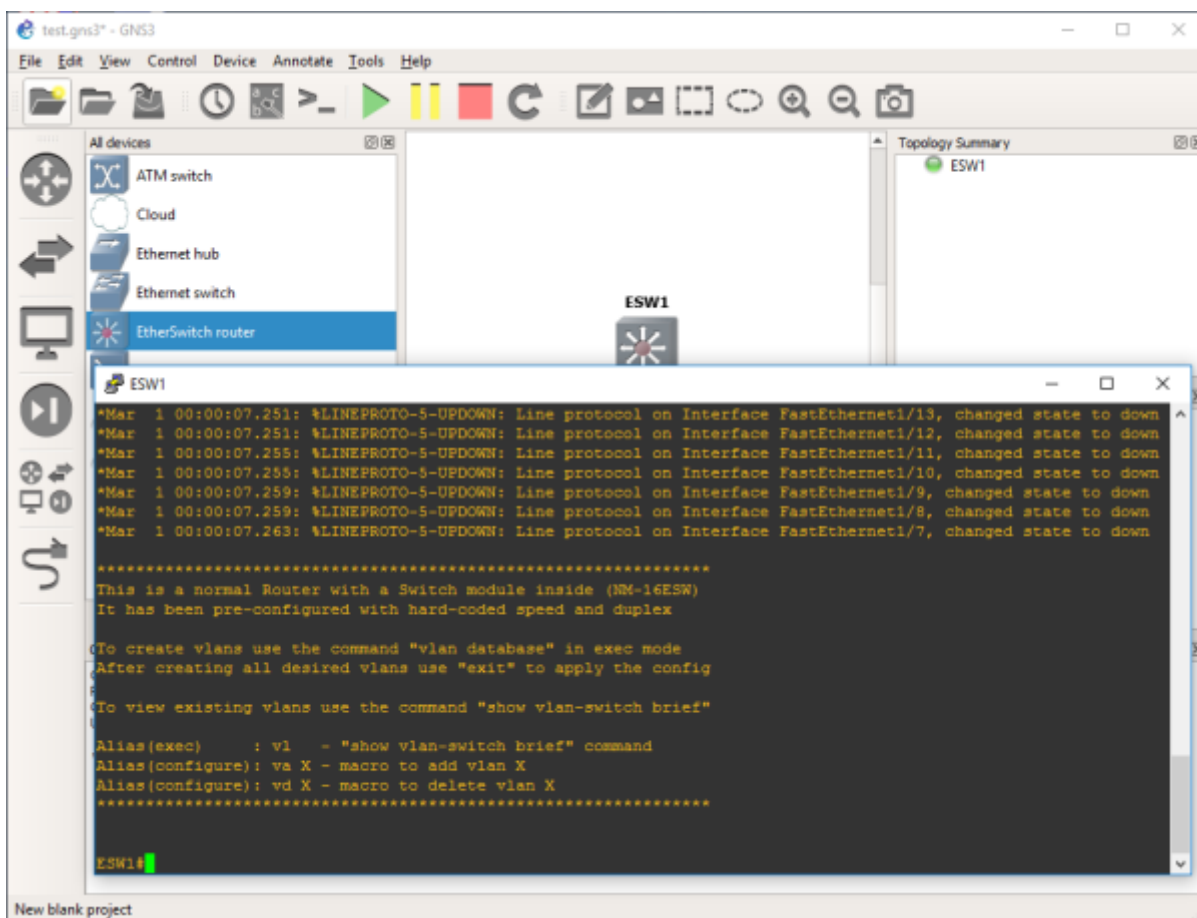 test.gns3* - GNS3
File Edit View Control Device Annotate Tools Help
All devices
ATM switch
Cloud
Ethernet hub
Ethernet switch
EtherSwitch router
ESW1
Topology Summary
ESW1
ESW1
*Mar  1 00:00:07.251: %LINEPROTO-5-UPDOWN: Line protocol on Interface FastEthernet1/13, changed state to down
*Mar  1 00:00:07.251: %LINEPROTO-5-UPDOWN: Line protocol on Interface FastEthernet1/12, changed state to down
*Mar  1 00:00:07.255: %LINEPROTO-5-UPDOWN: Line protocol on Interface FastEthernet1/11, changed state to down
*Mar  1 00:00:07.255: %LINEPROTO-5-UPDOWN: Line protocol on Interface FastEthernet1/10, changed state to down
*Mar  1 00:00:07.259: %LINEPROTO-5-UPDOWN: Line protocol on Interface FastEthernet1/9, changed state to down
*Mar  1 00:00:07.259: %LINEPROTO-5-UPDOWN: Line protocol on Interface FastEthernet1/8, changed state to down
*Mar  1 00:00:07.263: %LINEPROTO-5-UPDOWN: Line protocol on Interface FastEthernet1/7, changed state to down
***************************************************************
This is a normal Router with a Switch module inside (NM-16ESW)
It has been pre-configured with hard-coded speed and duplex
To create vlans use the command "vlan database" in exec mode
After creating all desired vlans use "exit" to apply the config
To view existing vlans use the command "show vlan-switch brief"
Alias(exec)     : vl   - "show vlan-switch brief" command
Alias(configure): va X - macro to add vlan X
Alias(configure): vd X - macro to delete vlan X
***************************************************************
ESW1#
New blank project